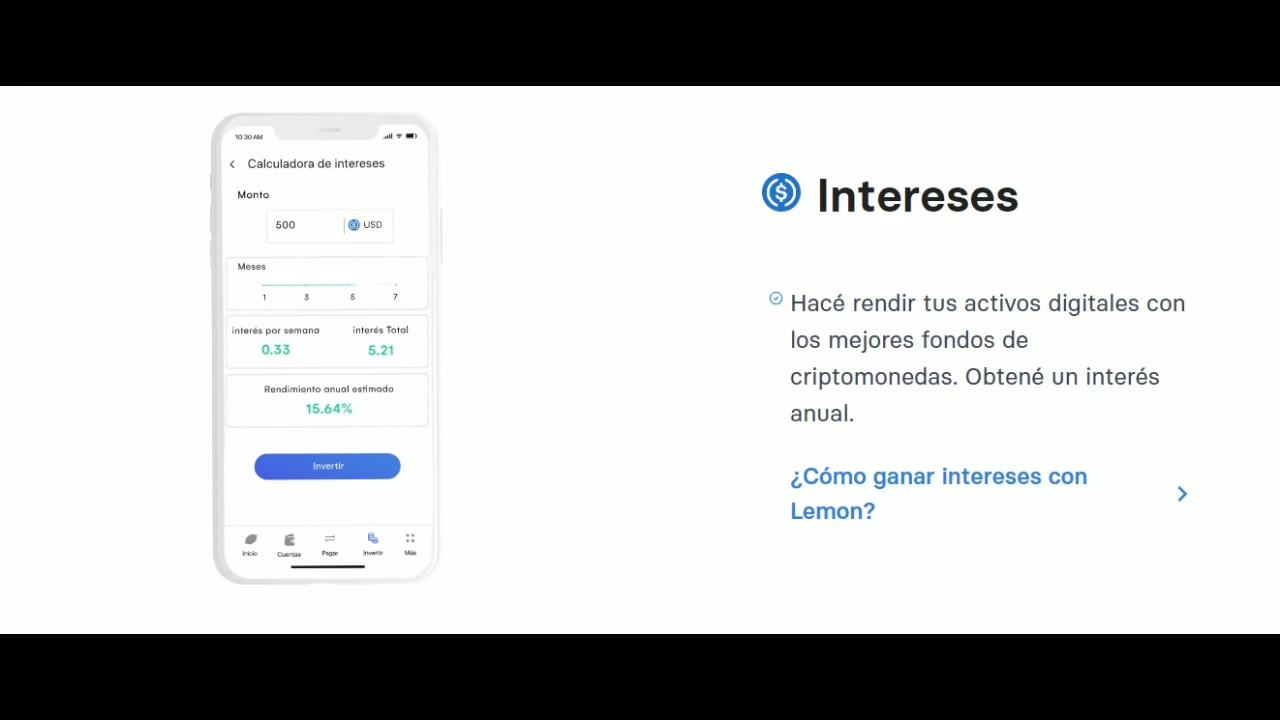 10:30 AM
Calculadora de intereses
Monto
500 USD
Meses
1 3 5 7
interés por semana interés Total
0.33 5.21
Rendimiento anual estimado
15.64%
Invertir
Inicio Cuentas Pagar Invertir Más
Intereses
Hacé rendir tus activos digitales con
los mejores fondos de
criptomonedas. Obtené un interés
anual.
¿Cómo ganar intereses con
Lemon?